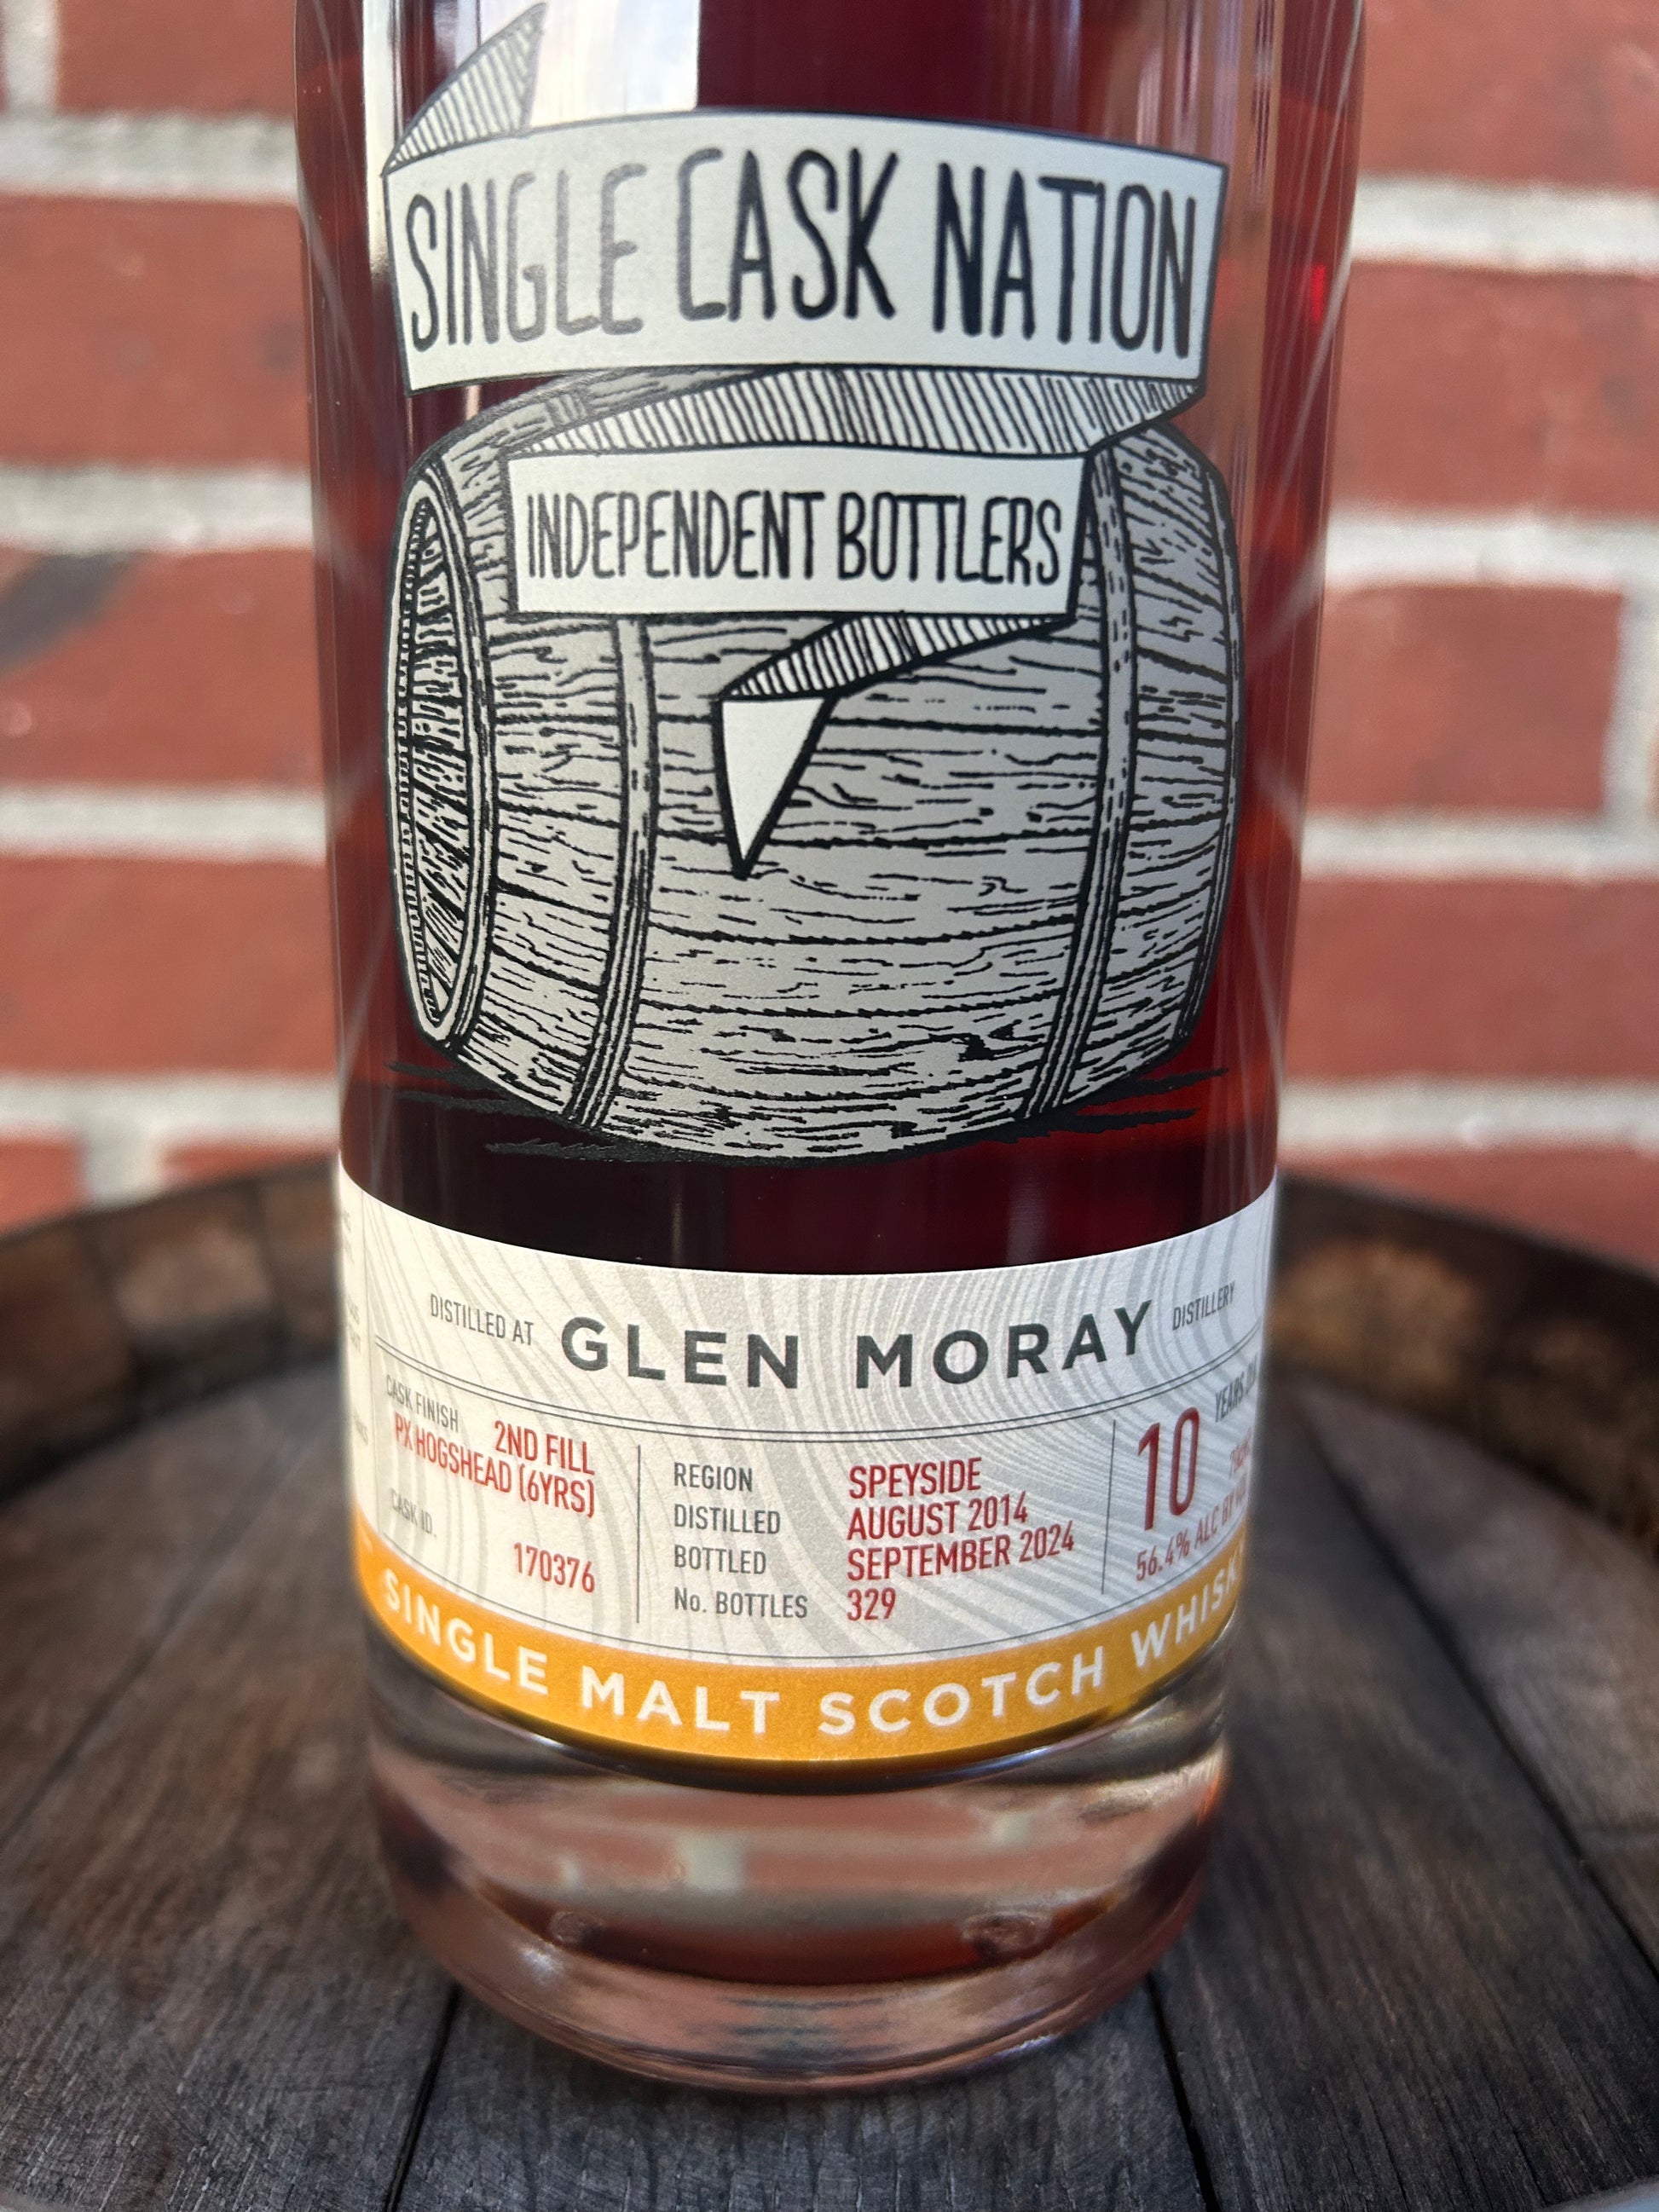 SINGLE CASK NATION
INDEPENDENT BOTTLERS
DISTILLED AT GLEN MORAY DISTILLERY
CASK FINISH
2ND FILL
PX HOGSHEAD (6YRS)
CASK ID.
170376
REGION SPEYSIDE
DISTILLED AUGUST 2014
BOTTLED SEPTEMBER 2024
No. BOTTLES 329
10 YEARS
56.4% ALC BY
SINGLE MALT SCOTCH WHISKY